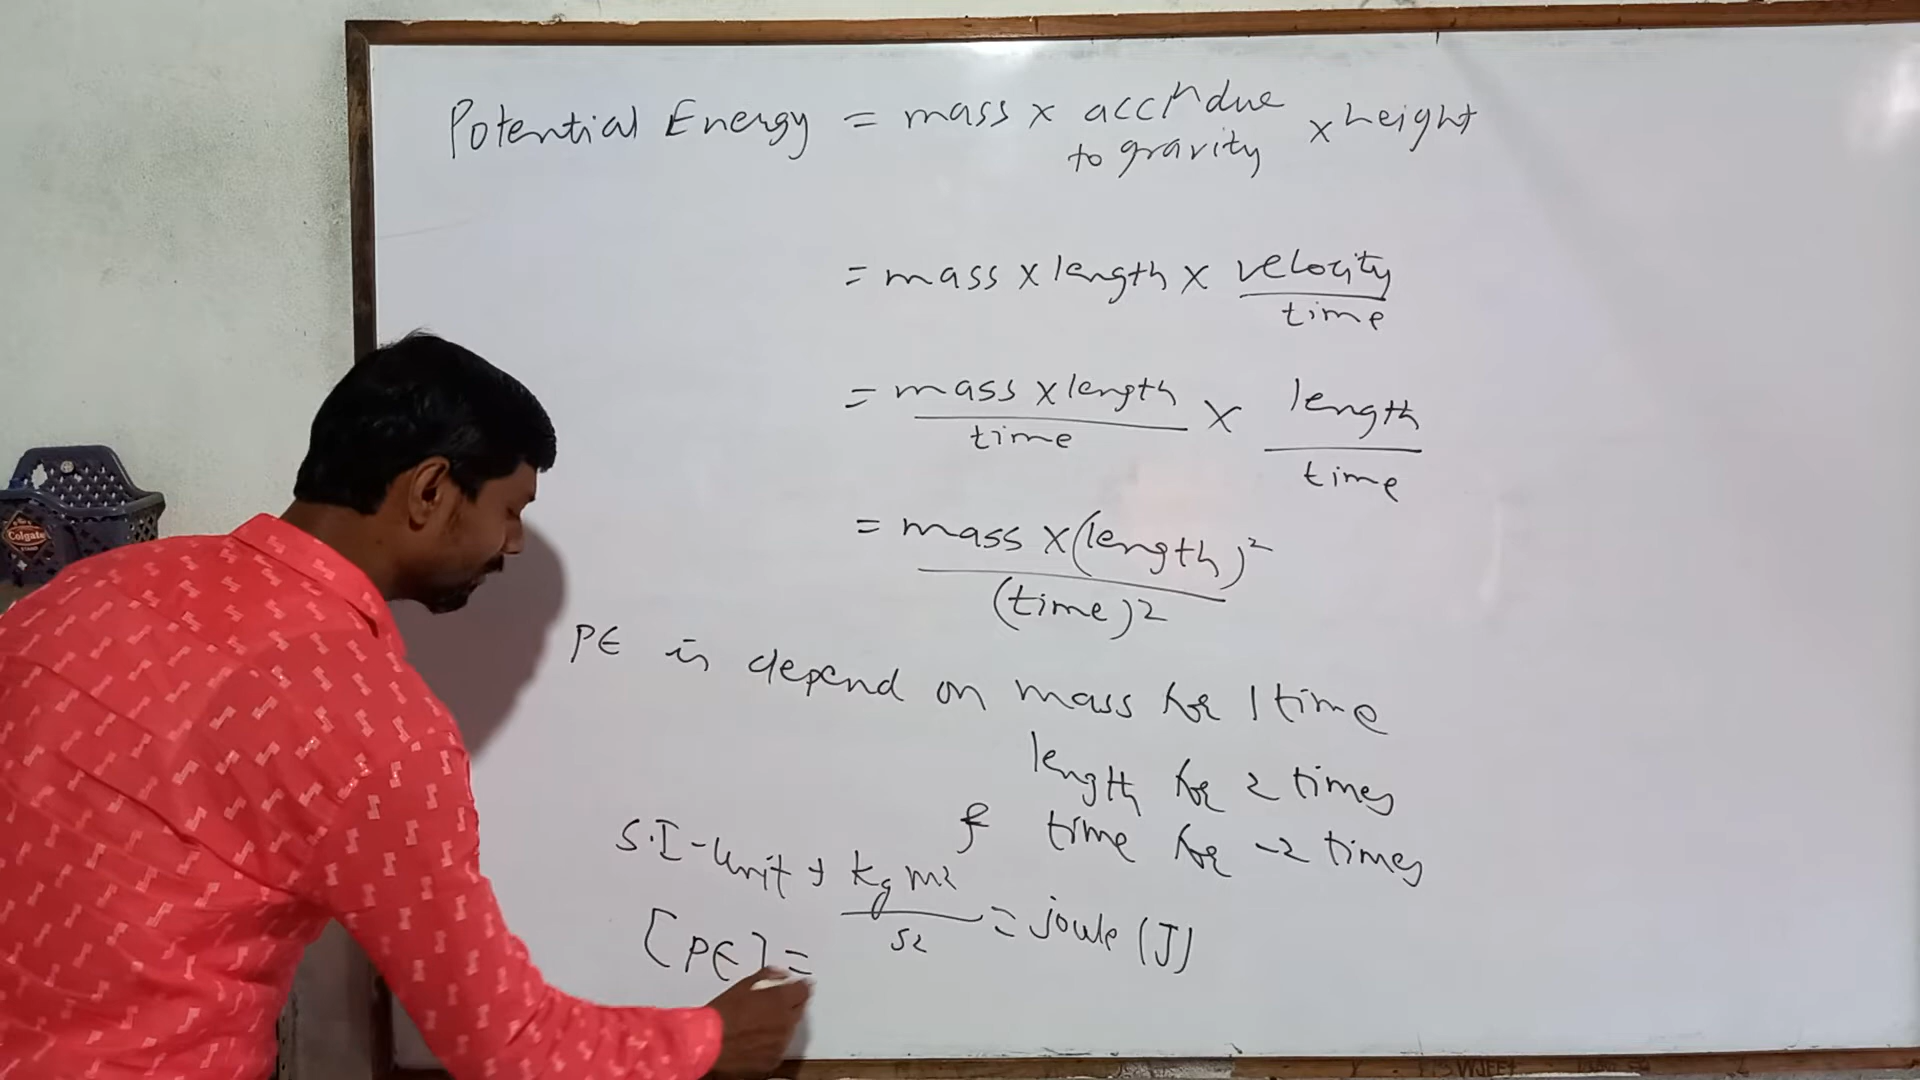 Potential Energy = mass x accⁿ due to gravity x height
= mass x length x velocity / time
= mass x length / time x length / time
= mass x (length)² / (time)²
PE is depend on mass for 1 time
length for 2 times
& time for -2 times
S.I-Unit → kg m2 / s2 = joule (J)
[PE] =
Colgate